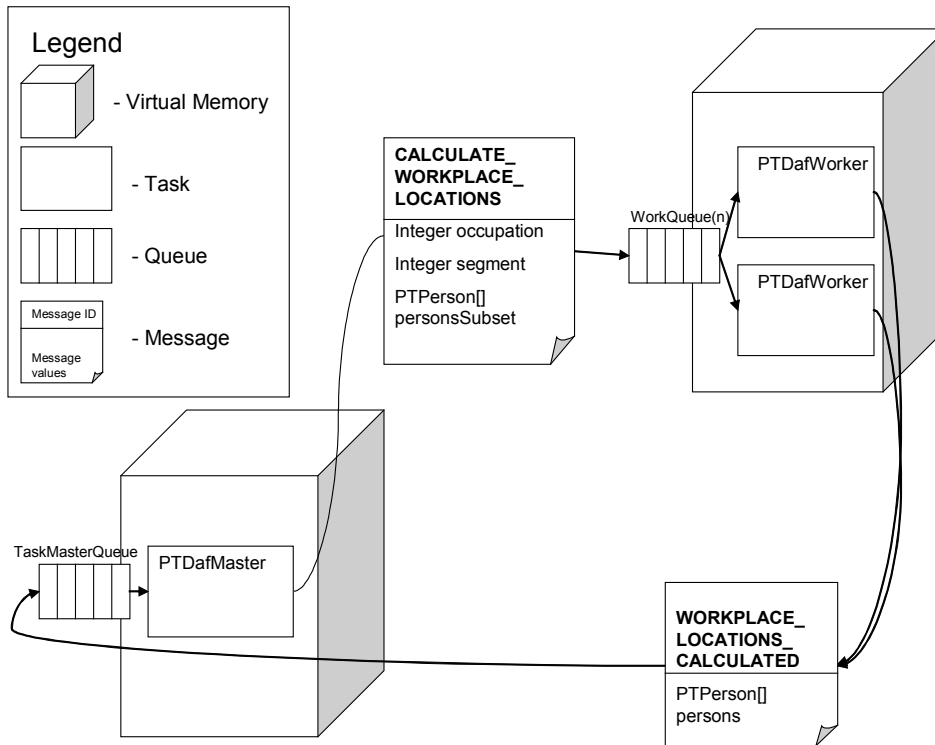 Legend
- Virtual Memory
- Task
- Queue
Message ID
Message
values
- Message
CALCULATE_
WORKPLACE_
LOCATIONS
Integer occupation
Integer segment
PTPerson[]
personsSubset
WorkQueue(n)
PTDafWorker
PTDafWorker
TaskMasterQueue
PTDafMaster
WORKPLACE_
LOCATIONS_
CALCULATED
PTPerson[]
persons